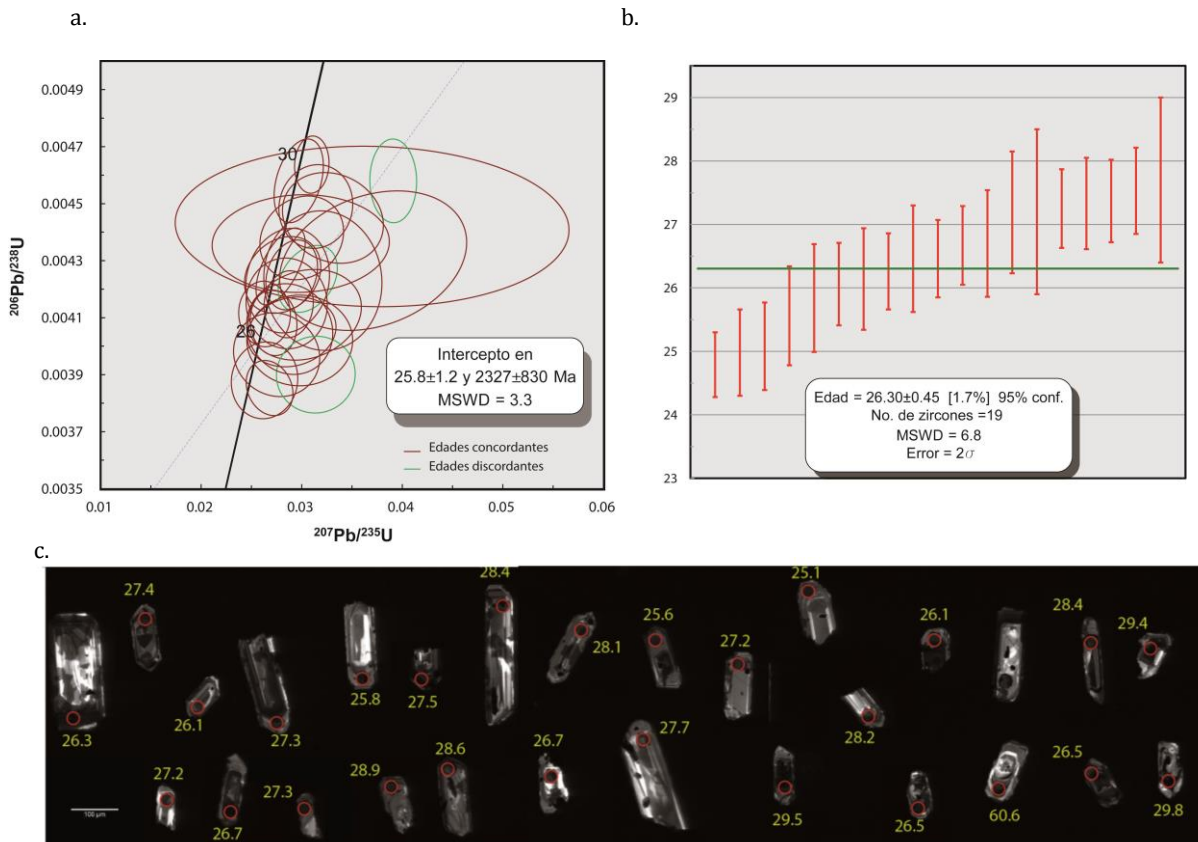 a.
b.
0.0049
0.0047
0.0045
0.0043
0.0041
0.0039
0.0037
0.0035
²⁰⁶Pb/²³⁸U
30
26
Intercepto en
25.8±1.2 y 2327±830 Ma
MSWD = 3.3
Edades concordantes
Edades discordantes
0.01 0.02 0.03 0.04 0.05 0.06
²⁰⁷Pb/²³⁵U
29
28
27
26
25
24
23
Edad = 26.30±0.45 [1.7%] 95% conf.
No. de zircones =19
MSWD = 6.8
Error = 2σ
c.
27.4
26.3
26.1
27.3
25.8
27.5
28.4
28.1
25.6
27.2
25.1
28.2
26.1
28.4
29.4
100 µm
27.2
26.7
27.3
28.9
28.6
26.7
27.7
29.5
26.5
60.6
26.5
29.8